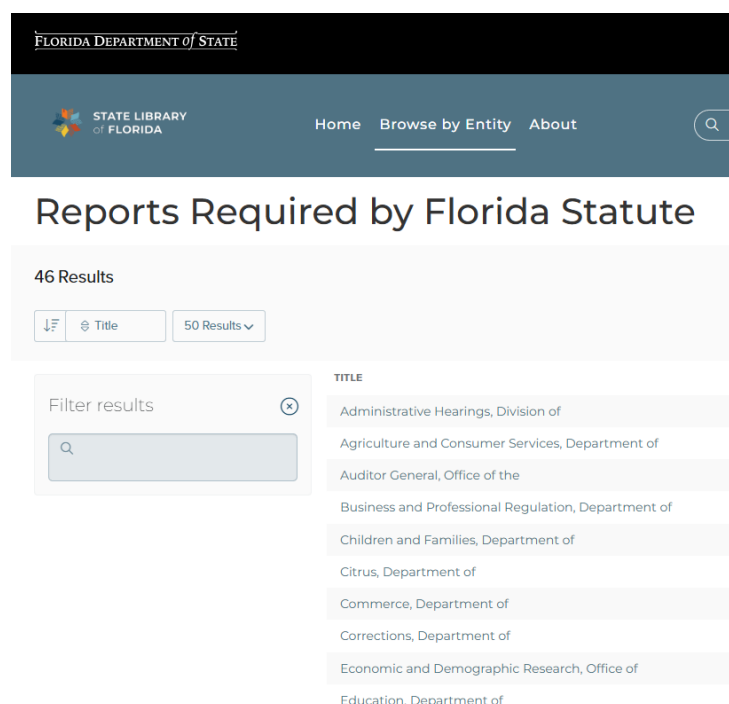 FLORIDA DEPARTMENT of STATE
STATE LIBRARY
of FLORIDA
Home Browse by Entity About
Reports Required by Florida Statute
46 Results
Title 50 Results
Filter results
TITLE
Administrative Hearings, Division of
Agriculture and Consumer Services, Department of
Auditor General, Office of the
Business and Professional Regulation, Department of
Children and Families, Department of
Citrus, Department of
Commerce, Department of
Corrections, Department of
Economic and Demographic Research, Office of
Education, Department of